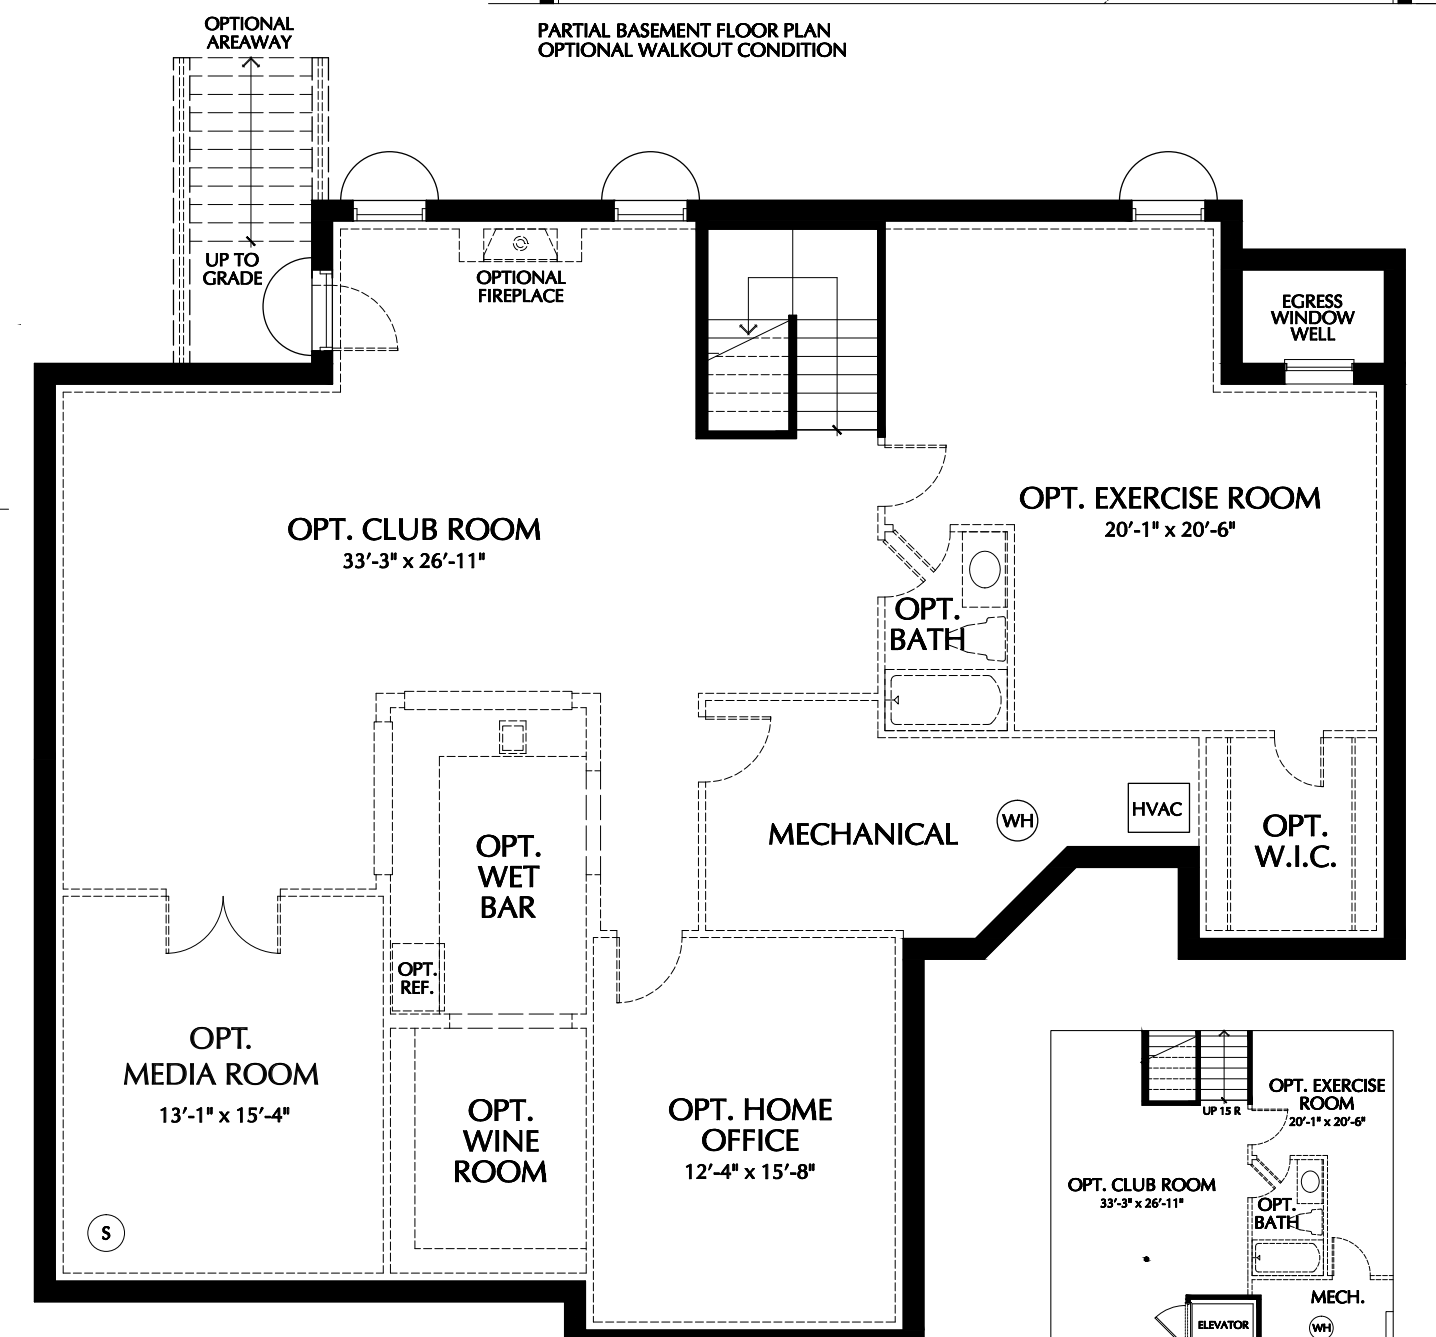 OPTIONAL
AREAWAY
PARTIAL BASEMENT FLOOR PLAN
OPTIONAL WALKOUT CONDITION
UP TO
GRADE
OPTIONAL
FIREPLACE
EGRESS
WINDOW
WELL
OPT. CLUB ROOM
33'-3" x 26'-11"
OPT. EXERCISE ROOM
20'-1" x 20'-6"
OPT.
BATH
MECHANICAL
WH
HVAC
OPT.
W.I.C.
OPT.
WET
BAR
OPT.
REF.
OPT.
MEDIA ROOM
13'-1" x 15'-4"
S
OPT.
WINE
ROOM
OPT. HOME
OFFICE
12'-4" x 15'-8"
UP 15 R
OPT. EXERCISE
ROOM
20'-1" x 20'-6"
OPT. CLUB ROOM
33'-3" x 26'-11"
OPT.
BATH
MECH.
ELEVATOR
WH